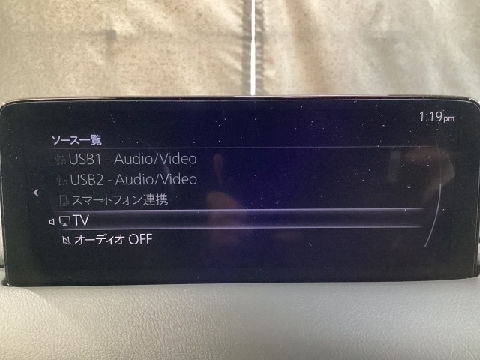 1:19pm
ソース一覧
USB1 - Audio/Video
USB2 - Audio/Video
スマートフォン連携
TV
オーディオ OFF